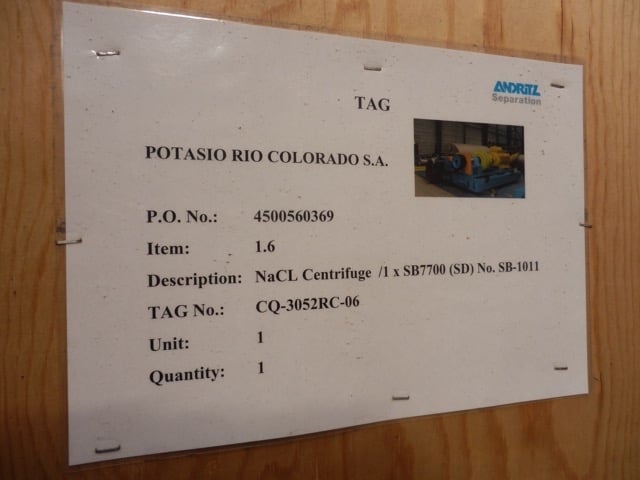 ANDRITZ
Separation
TAG
POTASIO RIO COLORADO S.A.
P.O. No.: 4500560369
Item: 1.6
Description: NaCL Centrifuge /1 x SB7700 (SD) No. SB-1011
TAG No.: CQ-3052RC-06
Unit: 1
Quantity: 1